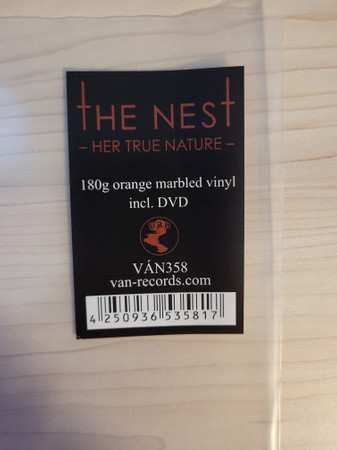 THE NEST
– HER TRUE NATURE –
180g orange marbled vinyl
incl. DVD
VÁN358
van-records.com
4 250936 535817